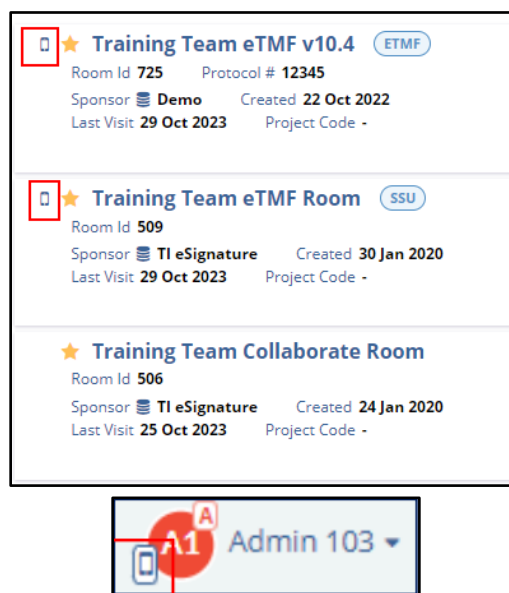 Training Team eTMF v10.4 ETMF
Room Id 725 Protocol # 12345
Sponsor Demo Created 22 Oct 2022
Last Visit 29 Oct 2023 Project Code -
Training Team eTMF Room SSU
Room Id 509
Sponsor TI eSignature Created 30 Jan 2020
Last Visit 29 Oct 2023 Project Code -
Training Team Collaborate Room
Room Id 506
Sponsor TI eSignature Created 24 Jan 2020
Last Visit 25 Oct 2023 Project Code -
A
A1 Admin 103